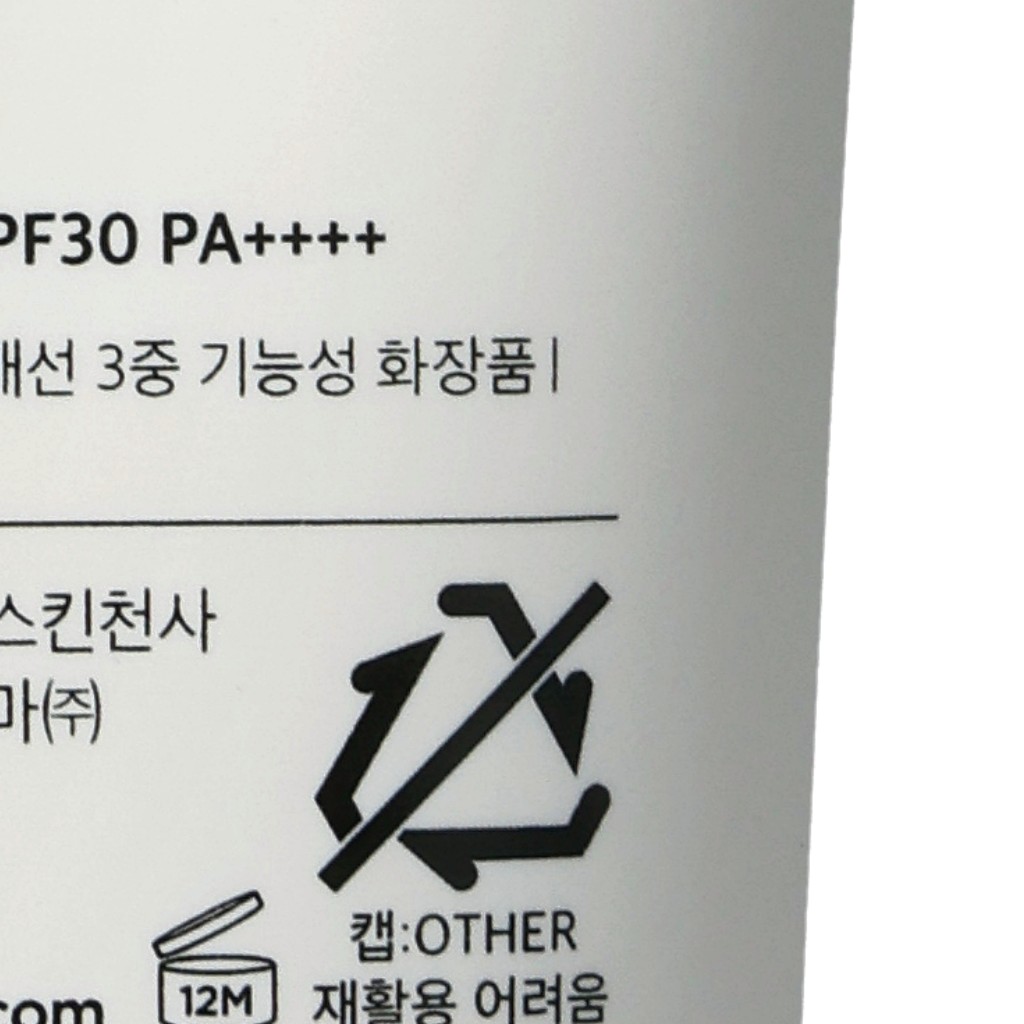 PF30 PA++++
개선 3중 기능성 화장품|
스킨천사
마(주)
캡:OTHER
재활용 어려움
12M
.com